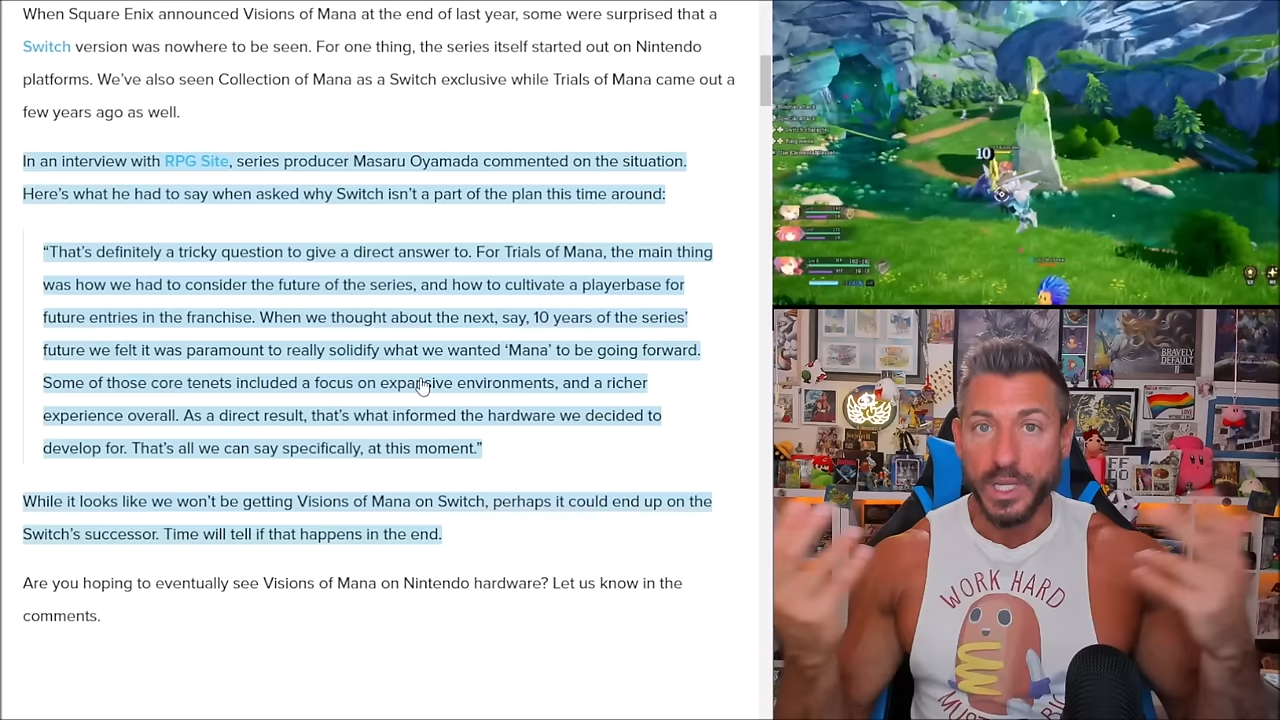 When Square Enix announced Visions of Mana at the end of last year, some were surprised that a
Switch version was nowhere to be seen. For one thing, the series itself started out on Nintendo
platforms. We've also seen Collection of Mana as a Switch exclusive while Trials of Mana came out a
few years ago as well.
In an interview with RPG Site, series producer Masaru Oyamada commented on the situation.
Here's what he had to say when asked why Switch isn't a part of the plan this time around:
“That's definitely a tricky question to give a direct answer to. For Trials of Mana, the main thing
was how we had to consider the future of the series, and how to cultivate a playerbase for
future entries in the franchise. When we thought about the next, say, 10 years of the series'
future we felt it was paramount to really solidify what we wanted ‘Mana’ to be going forward.
Some of those core tenets included a focus on expansive environments, and a richer
experience overall. As a direct result, that's what informed the hardware we decided to
develop for. That's all we can say specifically, at this moment.”
While it looks like we won't be getting Visions of Mana on Switch, perhaps it could end up on the
Switch's successor. Time will tell if that happens in the end.
Are you hoping to eventually see Visions of Mana on Nintendo hardware? Let us know in the
comments.
10
BRAVELY
DEFAULT
II
WORK HARD